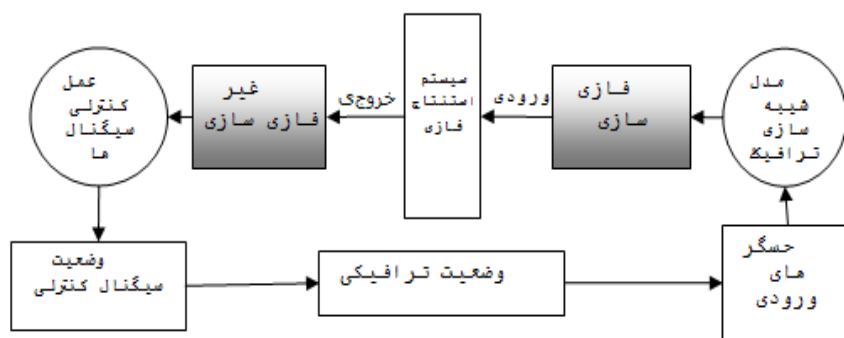 مدل
شیبه
سازی
ترافیک
فازی
سازی
ورودی
سیستم
استنتاج
فازی
خروجی
غیر
فازی سازی
عمل
کنترلی
سیگنال
ها
وضعیت
سیگنال کنترلی
وضعیت ترافیکی
حسگر
های
ورودی